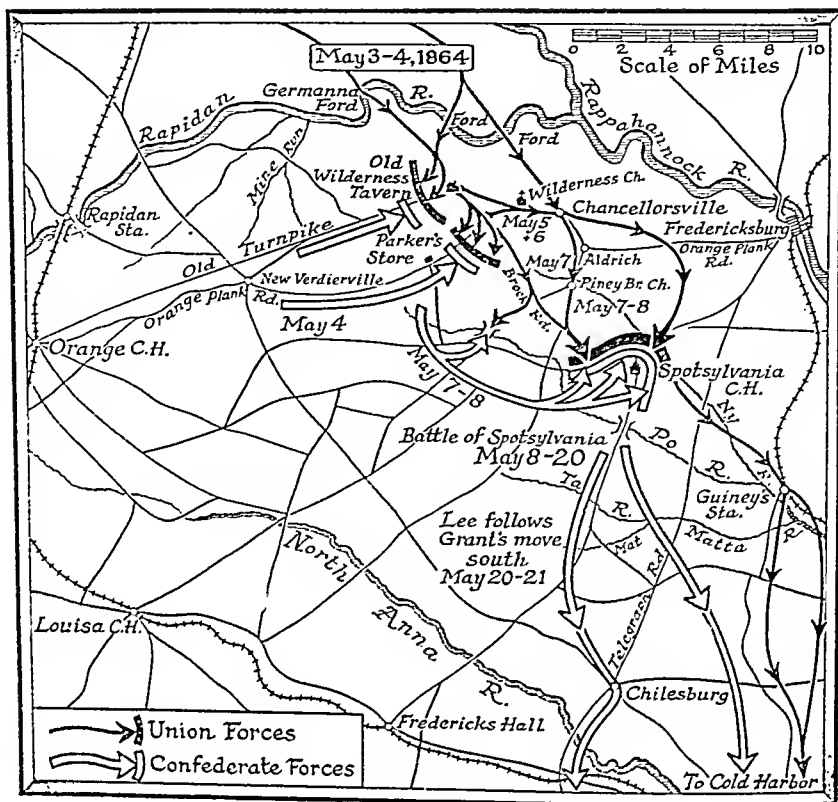 May 3-4, 1864
0 2 4 6 8 10
Scale of Miles
Germanna
Ford
R.
Rapidan
Ford
Ford
Rappahannock
R.
Mine Run
Old
Wilderness
Tavern
Wilderness Ch.
Chancellorsville
Fredericksburg
Rapidan
Sta.
Old Turnpike
Parker's
Store
May 5
+6
May 7
Aldrich
Orange Plank
Rd.
New Verdierville
Orange Plank Rd.
Brock Rd.
Piney Br. Ch.
May 7-8
May 4
Orange C.H.
May 7-8
Spotsylvania
C.H.
Ny
R.
Battle of Spotsylvania
May 8-20
Po
R.
Ta
R.
Guiney's
Sta.
Mat
Matta
R.
Lee follows
Grant's move
south
May 20-21
North
Anna
R.
Telegraph Rd.
Louisa C.H.
Chilesburg
Fredericks Hall
Union Forces
Confederate Forces
To Cold Harbor